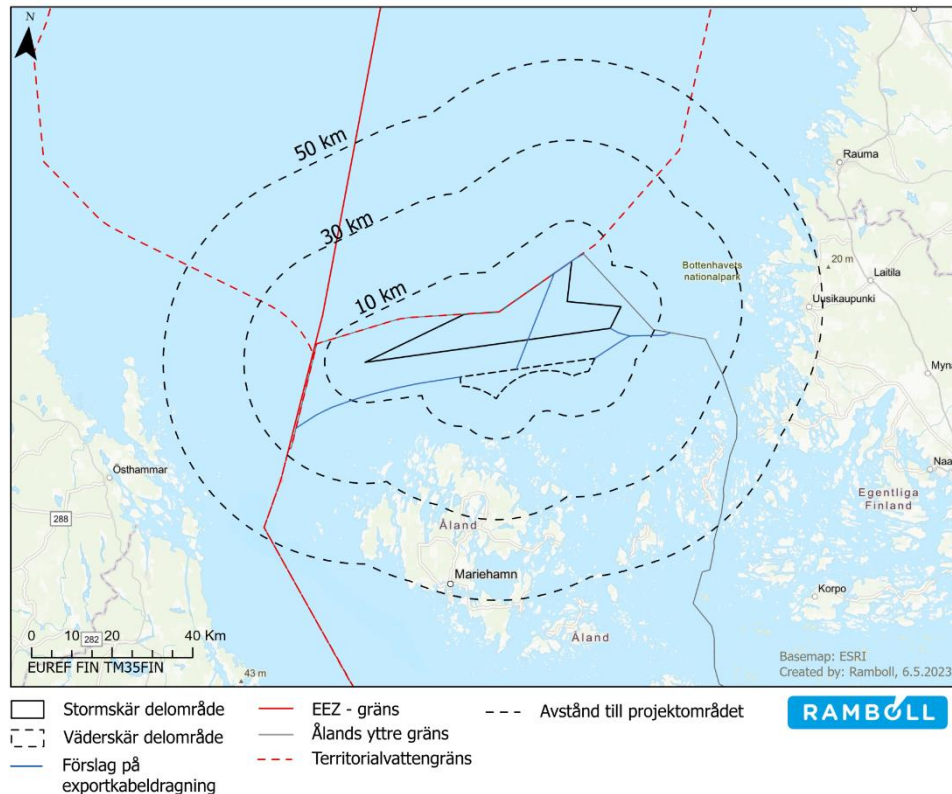 N
50 km
30 km
10 km
Rauma
Bottenhavets
nationalpark
20 m
Laitila
Uusikaupunki
Myna
Östhammar
288
Naa
Egentliga
Finland
Åland
Mariehamn
Korpo
Åland
0 10 20 40 Km
282
EUREF FIN TM35FIN
43 m
Basemap: ESRI
Created by: Ramboll, 6.5.2023
Stormskär delområde
Väderskär delområde
Förslag på
exportkabeldragning
EEZ - gräns
Ålands yttre gräns
Territorialvattengräns
Avstånd till projektområdet
RAMBOLL